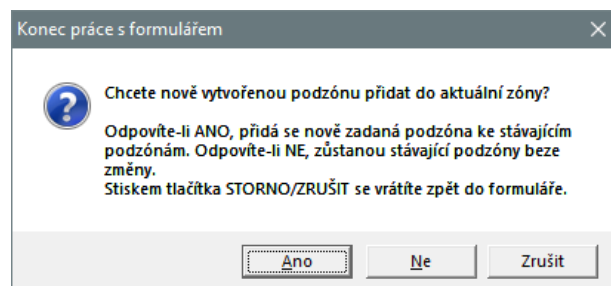 Konec práce s formulářem
Chcete nově vytvořenou podzónu přidat do aktuální zóny?
Odpovíte-li ANO, přidá se nově zadaná podzóna ke stávajícím
podzónám. Odpovíte-li NE, zůstanou stávající podzóny beze
změny.
Stiskem tlačítka STORNO/ZRUŠIT se vrátíte zpět do formuláře.
Ano
Ne
Zrušit